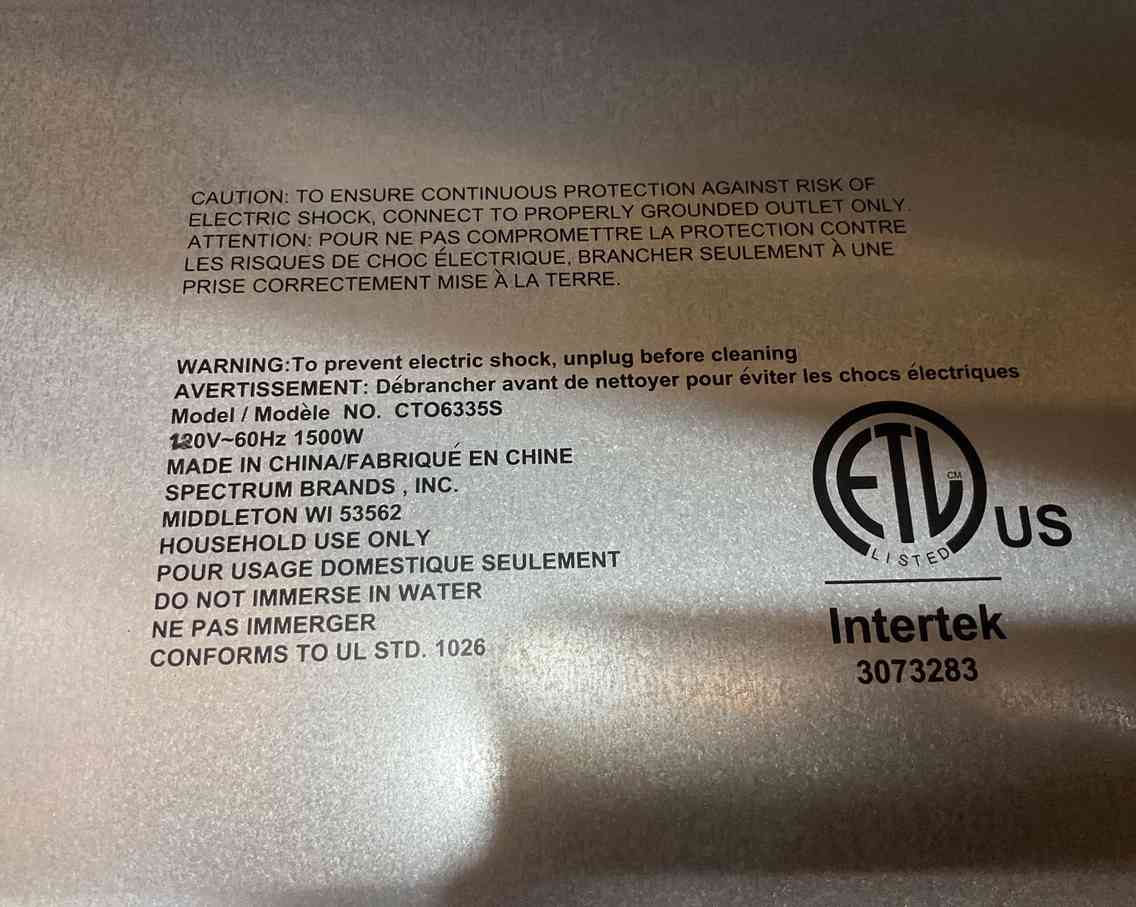 CAUTION: TO ENSURE CONTINUOUS PROTECTION AGAINST RISK OF
ELECTRIC SHOCK, CONNECT TO PROPERLY GROUNDED OUTLET ONLY.
ATTENTION: POUR NE PAS COMPROMETTRE LA PROTECTION CONTRE
LES RISQUES DE CHOC ÉLECTRIQUE, BRANCHER SEULEMENT À UNE
PRISE CORRECTEMENT MISE À LA TERRE.
WARNING:To prevent electric shock, unplug before cleaning
AVERTISSEMENT: Débrancher avant de nettoyer pour éviter les chocs électriques
Model / Modèle NO. CTO6335S
120V~60Hz 1500W
MADE IN CHINA/FABRIQUÉ EN CHINE
SPECTRUM BRANDS , INC.
MIDDLETON WI 53562
HOUSEHOLD USE ONLY
POUR USAGE DOMESTIQUE SEULEMENT
DO NOT IMMERSE IN WATER
NE PAS IMMERGER
CONFORMS TO UL STD. 1026
ETL CM
LISTED
US
Intertek
3073283